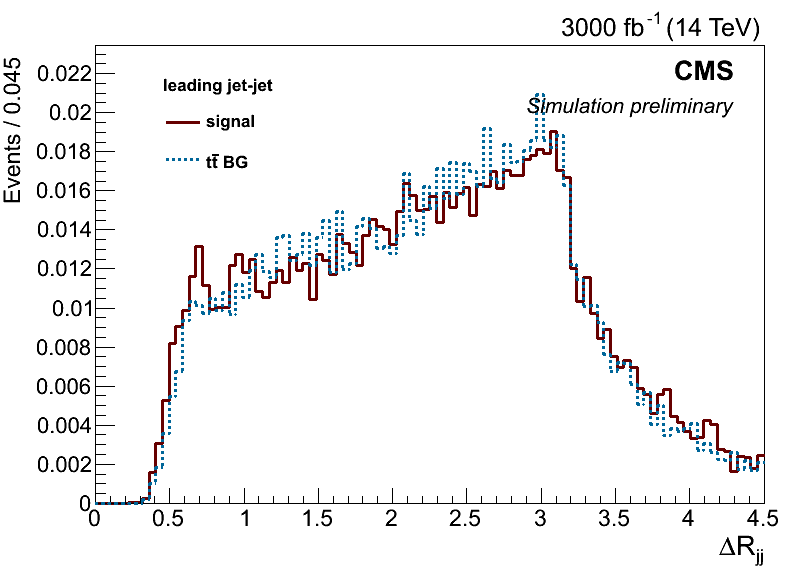 3000 fb⁻¹ (14 TeV)
CMS
Simulation preliminary
leading jet-jet
signal
tt̄ BG
Events / 0.045
0.022
0.02
0.018
0.016
0.014
0.012
0.01
0.008
0.006
0.004
0.002
0
0 0.5 1 1.5 2 2.5 3 3.5 4 4.5
ΔRjj